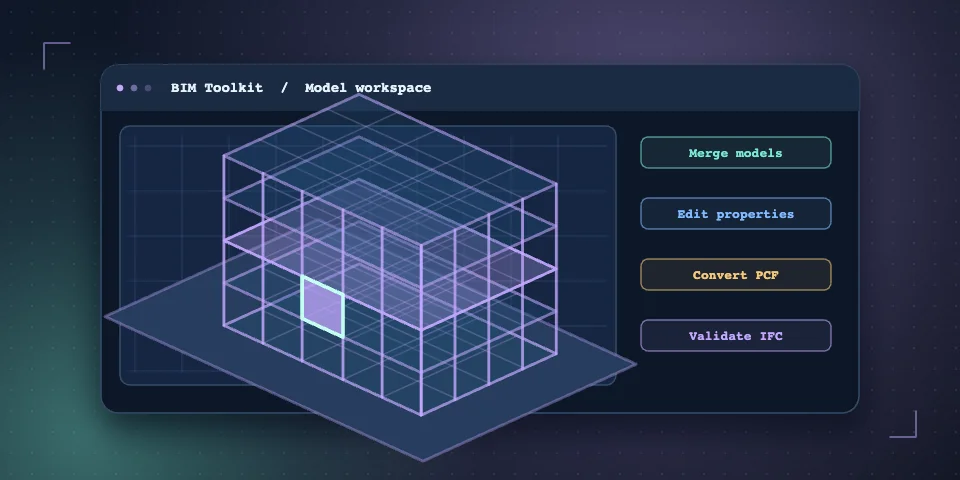 BIM Toolkit / Model workspace
Merge models
Edit properties
Convert PCF
Validate IFC